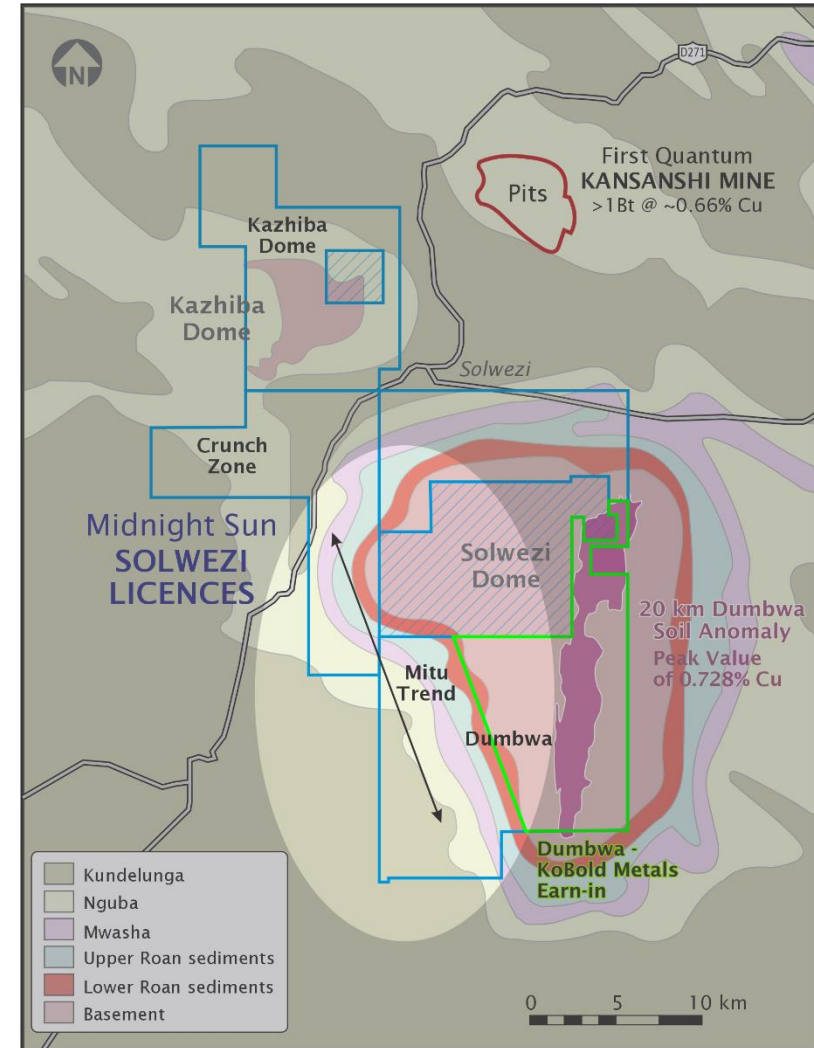 N
D271
First Quantum
KANSANSHI MINE
>1Bt @ ~0.66% Cu
Pits
Kazhiba
Dome
Kazhiba
Dome
Solwezi
Crunch
Zone
Midnight Sun
SOLWEZI
LICENCES
Solwezi
Dome
20 km Dumbwa
Soil Anomaly
Peak Value
of 0.728% Cu
Mitu
Trend
Dumbwa
Dumbwa -
KoBold Metals
Earn-in
Kundelunga
Nguba
Mwasha
Upper Roan sediments
Lower Roan sediments
Basement
0 5 10 km